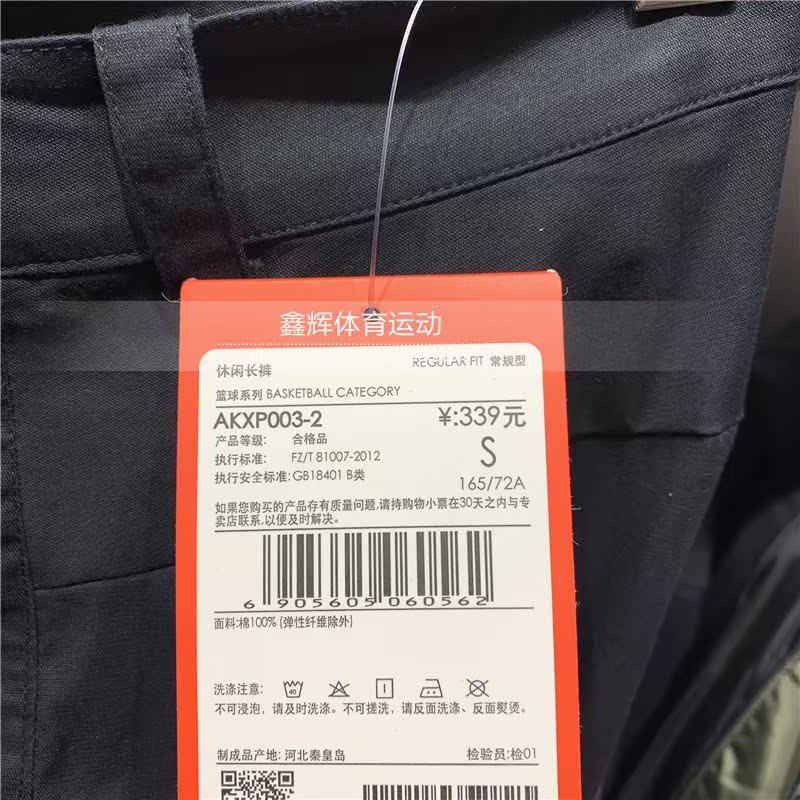 鑫辉体育运动
REGULAR FIT 常规型
休闲长裤
篮球系列 BASKETBALL CATEGORY
AKXP003-2 ¥:339元
产品等级: 合格品 S
执行标准: FZ/T 81007-2012
执行安全标准:GB18401 B类 165/72A
如果您购买的产品存有质量问题,请持购物小票在30天之内与专
卖店联系,以便及时解决。
6 905605 060562
面料:棉100% (弹性纤维除外)
洗涤注意: 40
不可浸泡，请及时洗涤。不可搓洗，请反面洗涤、反面熨烫。
制成品产地: 河北秦皇岛 检验员:检01